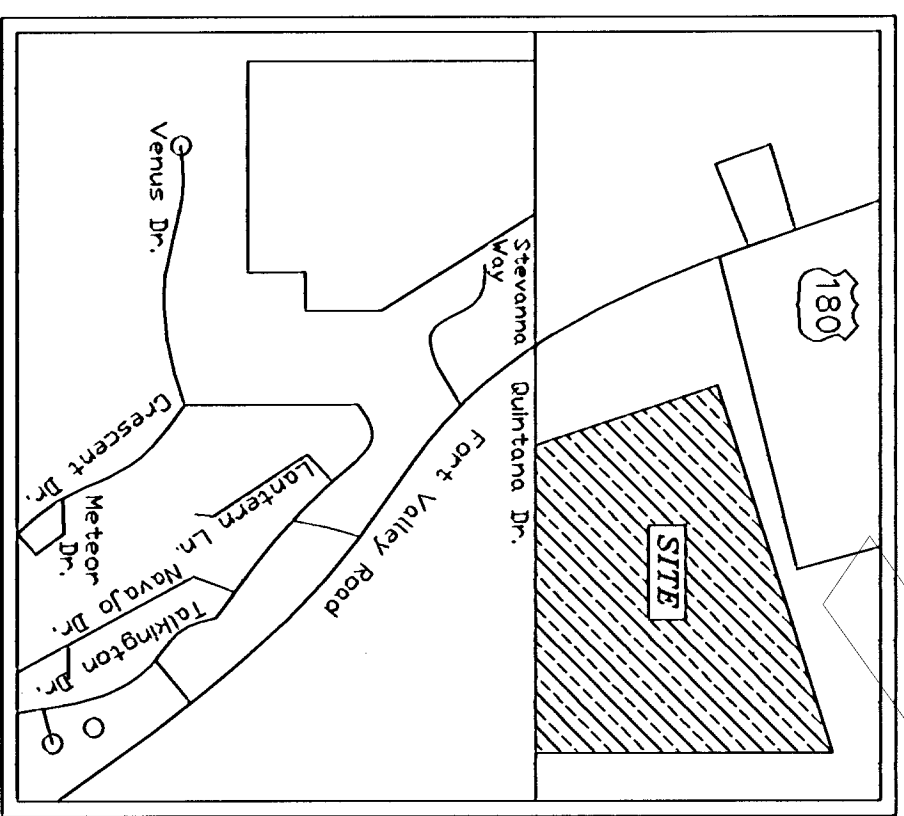 180
SITE
Quintana Dr.
Stevanna
Way
Fort Valley Road
Venus Dr.
Crescent Dr.
Meteor
Dr.
Lantern Ln.
Navajo Dr.
Talkington Dr.